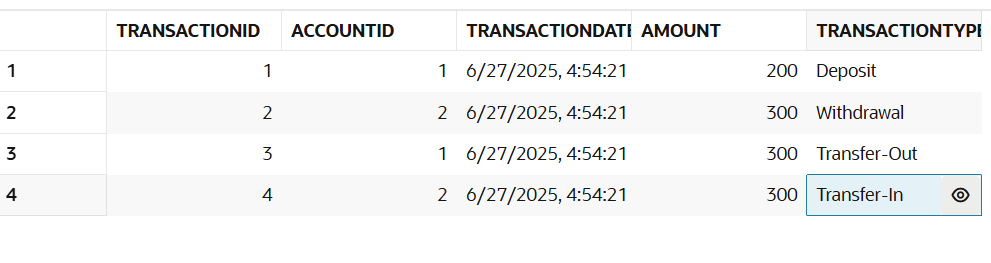 TRANSACTIONID ACCOUNTID TRANSACTIONDATE AMOUNT TRANSACTIONTYPE
1 1 1 6/27/2025, 4:54:21 200 Deposit
2 2 2 6/27/2025, 4:54:21 300 Withdrawal
3 3 1 6/27/2025, 4:54:21 300 Transfer-Out
4 4 2 6/27/2025, 4:54:21 300 Transfer-In